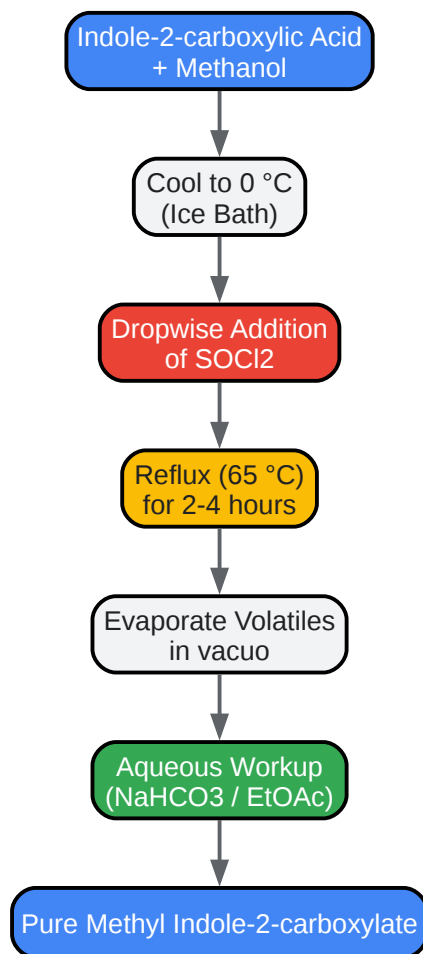 Indole-2-carboxylic Acid
+ Methanol
Cool to 0 °C
(Ice Bath)
Dropwise Addition
of SOCl2
Reflux (65 °C)
for 2-4 hours
Evaporate Volatiles
in vacuo
Aqueous Workup
(NaHCO3 / EtOAc)
Pure Methyl Indole-2-carboxylate